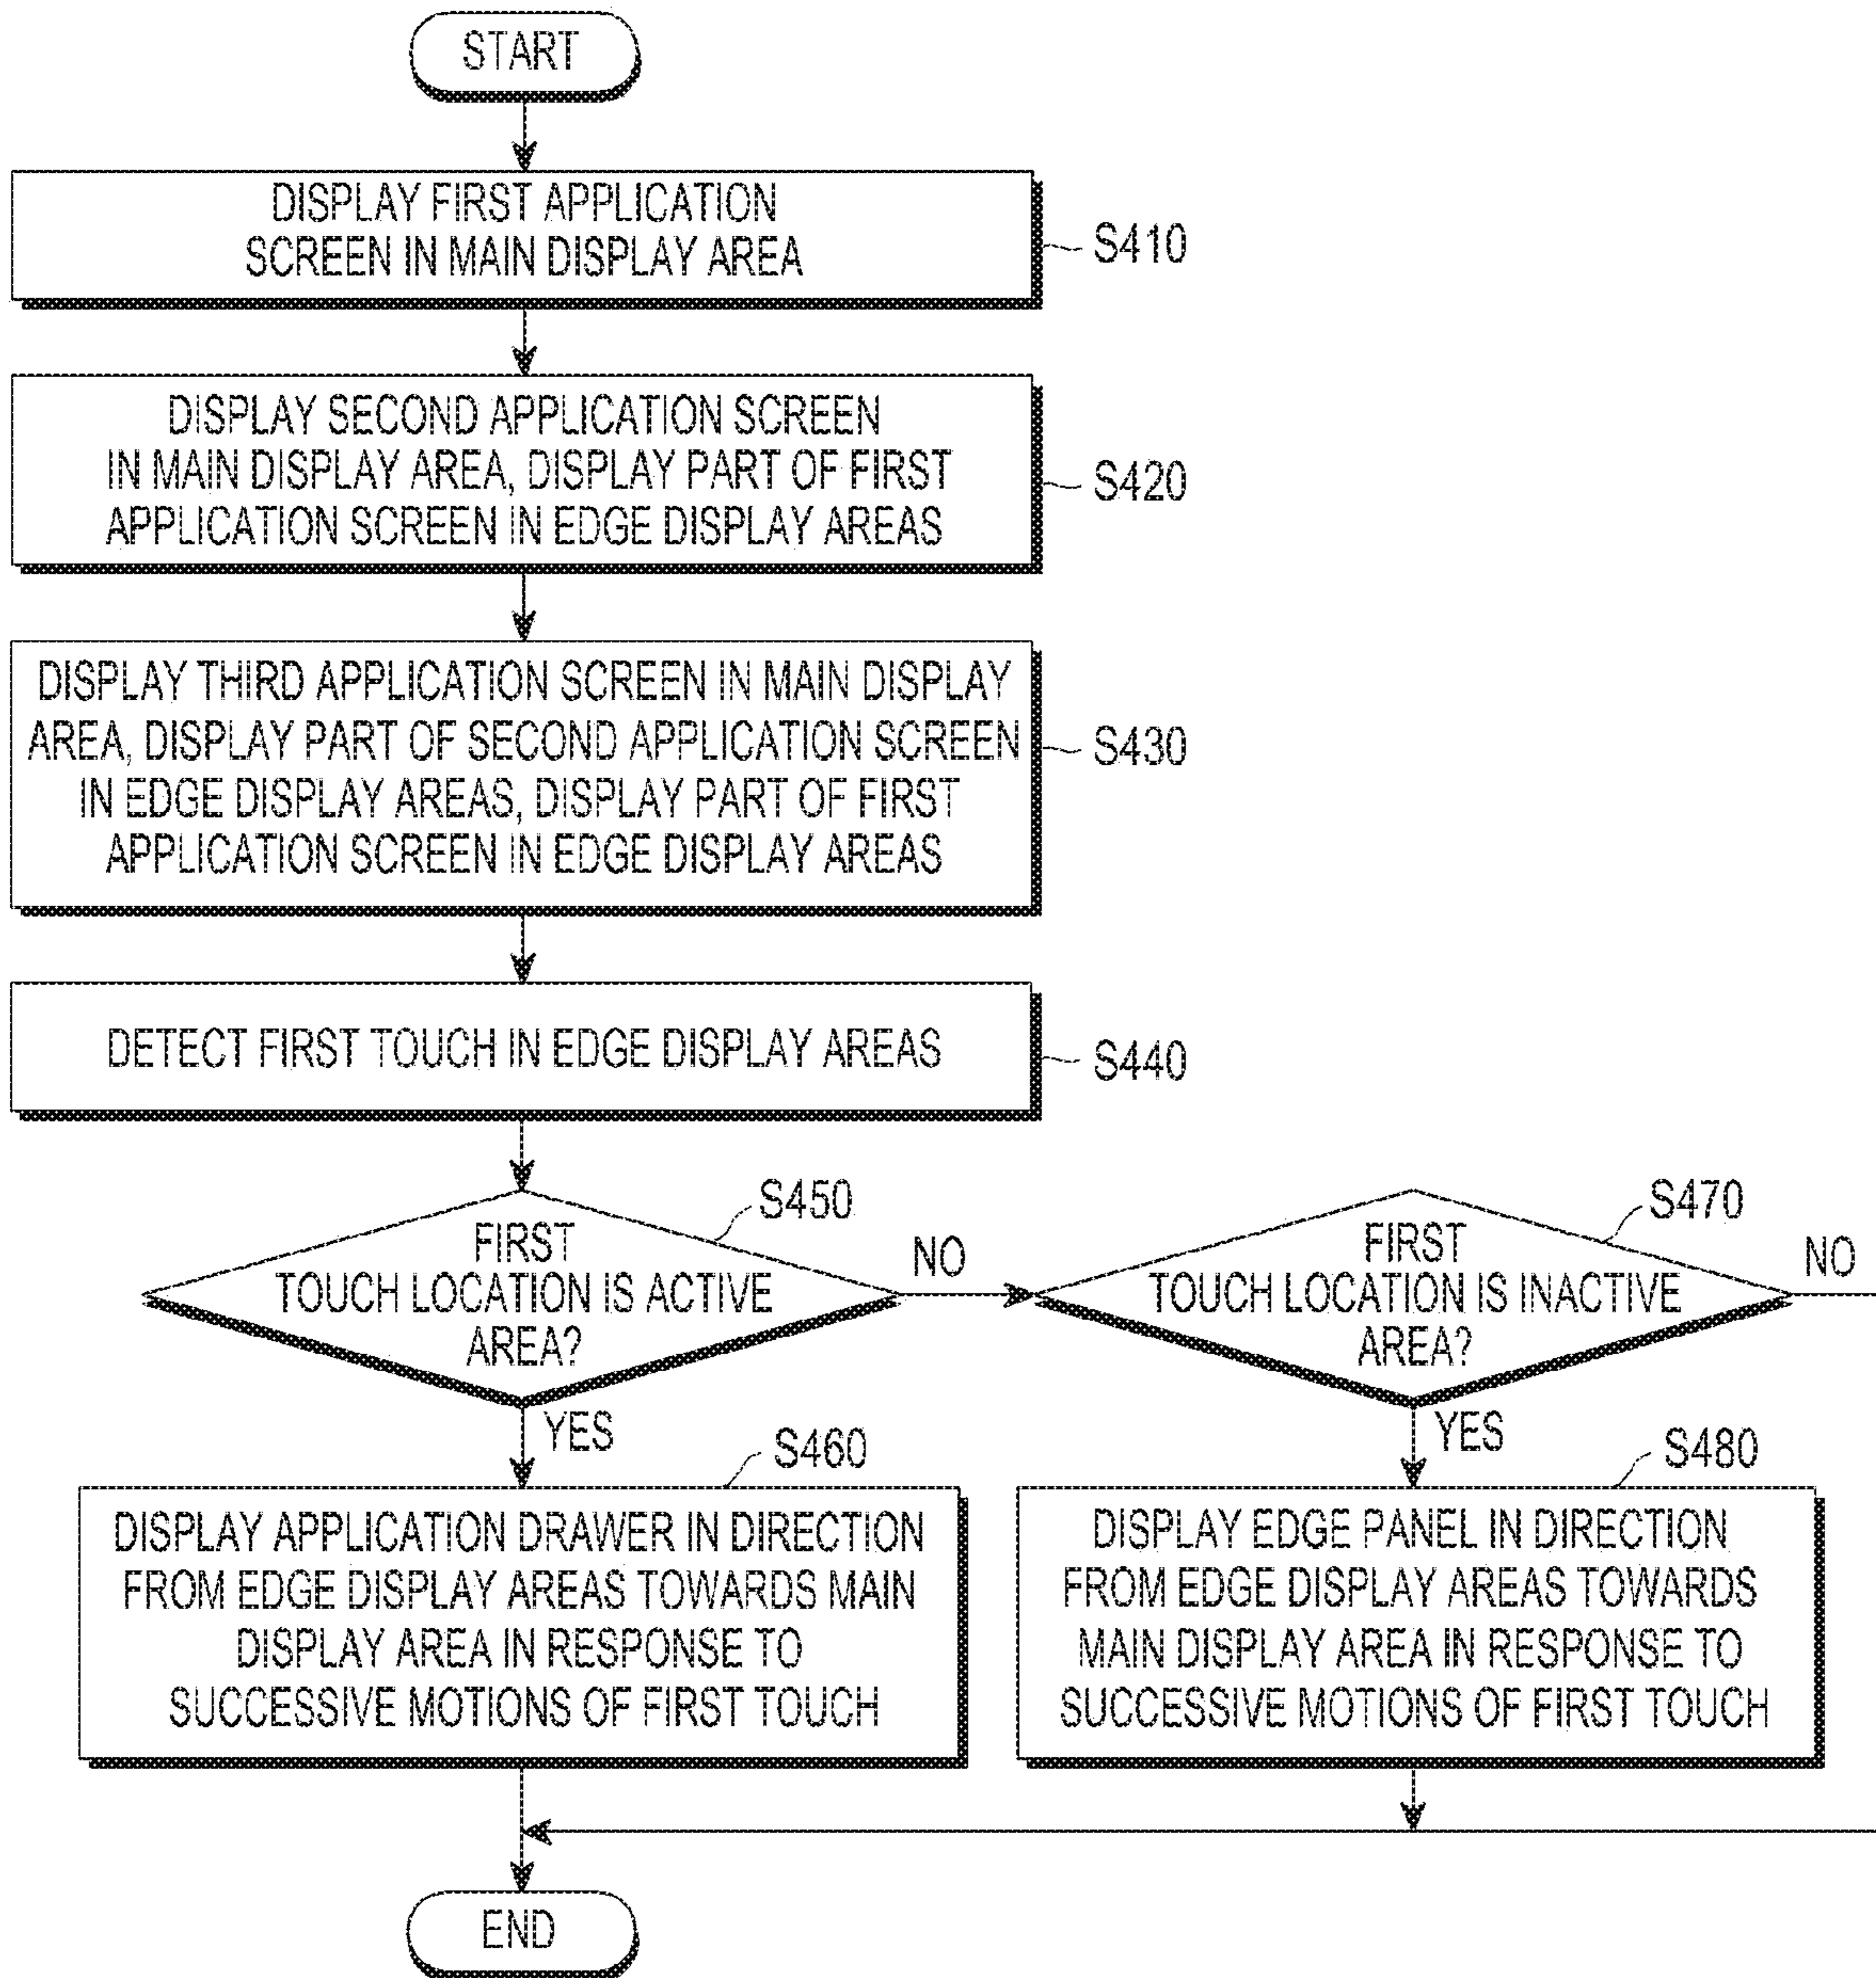 START
DISPLAY FIRST APPLICATION
SCREEN IN MAIN DISPLAY AREA
S410
DISPLAY SECOND APPLICATION SCREEN
IN MAIN DISPLAY AREA, DISPLAY PART OF FIRST
APPLICATION SCREEN IN EDGE DISPLAY AREAS
S420
DISPLAY THIRD APPLICATION SCREEN IN MAIN DISPLAY
AREA, DISPLAY PART OF SECOND APPLICATION SCREEN
IN EDGE DISPLAY AREAS, DISPLAY PART OF FIRST
APPLICATION SCREEN IN EDGE DISPLAY AREAS
S430
DETECT FIRST TOUCH IN EDGE DISPLAY AREAS
S440
S450
FIRST
TOUCH LOCATION IS ACTIVE
AREA?
NO
YES
S470
FIRST
TOUCH LOCATION IS INACTIVE
AREA?
NO
YES
S460
DISPLAY APPLICATION DRAWER IN DIRECTION
FROM EDGE DISPLAY AREAS TOWARDS MAIN
DISPLAY AREA IN RESPONSE TO
SUCCESSIVE MOTIONS OF FIRST TOUCH
S480
DISPLAY EDGE PANEL IN DIRECTION
FROM EDGE DISPLAY AREAS TOWARDS
MAIN DISPLAY AREA IN RESPONSE TO
SUCCESSIVE MOTIONS OF FIRST TOUCH
END